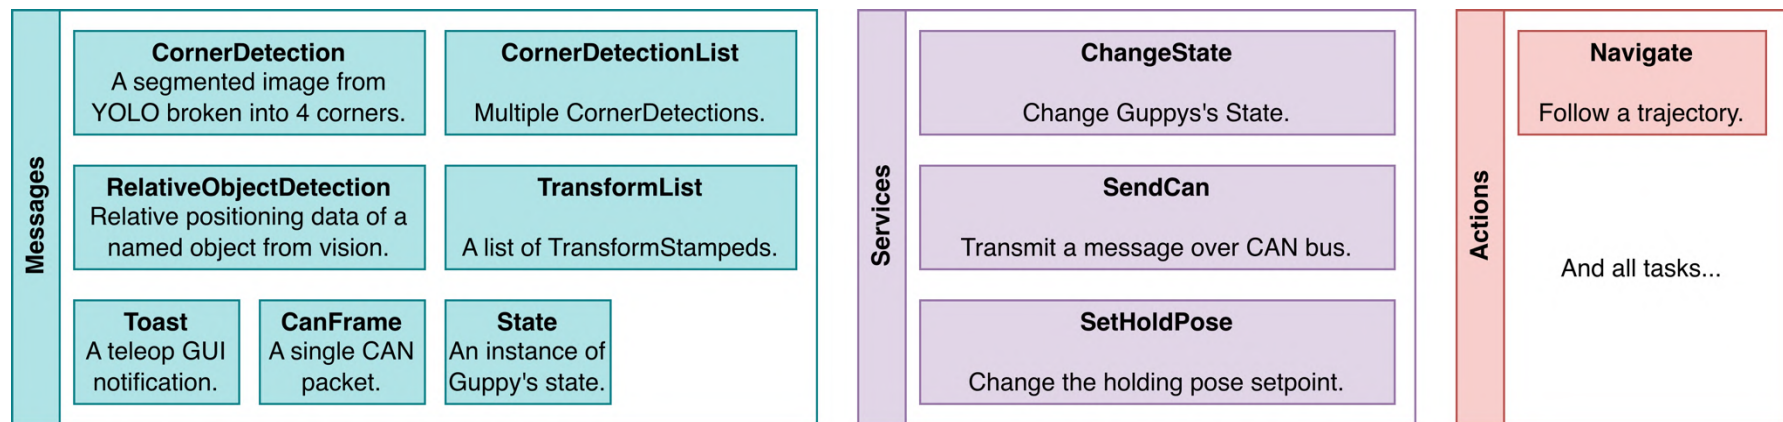 Messages
CornerDetection
A segmented image from
YOLO broken into 4 corners.
CornerDetectionList
Multiple CornerDetections.
RelativeObjectDetection
Relative positioning data of a
named object from vision.
TransformList
A list of TransformStampeds.
Toast
A teleop GUI
notification.
CanFrame
A single CAN
packet.
State
An instance of
Guppy's state.
Services
ChangeState
Change Guppys's State.
SendCan
Transmit a message over CAN bus.
SetHoldPose
Change the holding pose setpoint.
Actions
Navigate
Follow a trajectory.
And all tasks...